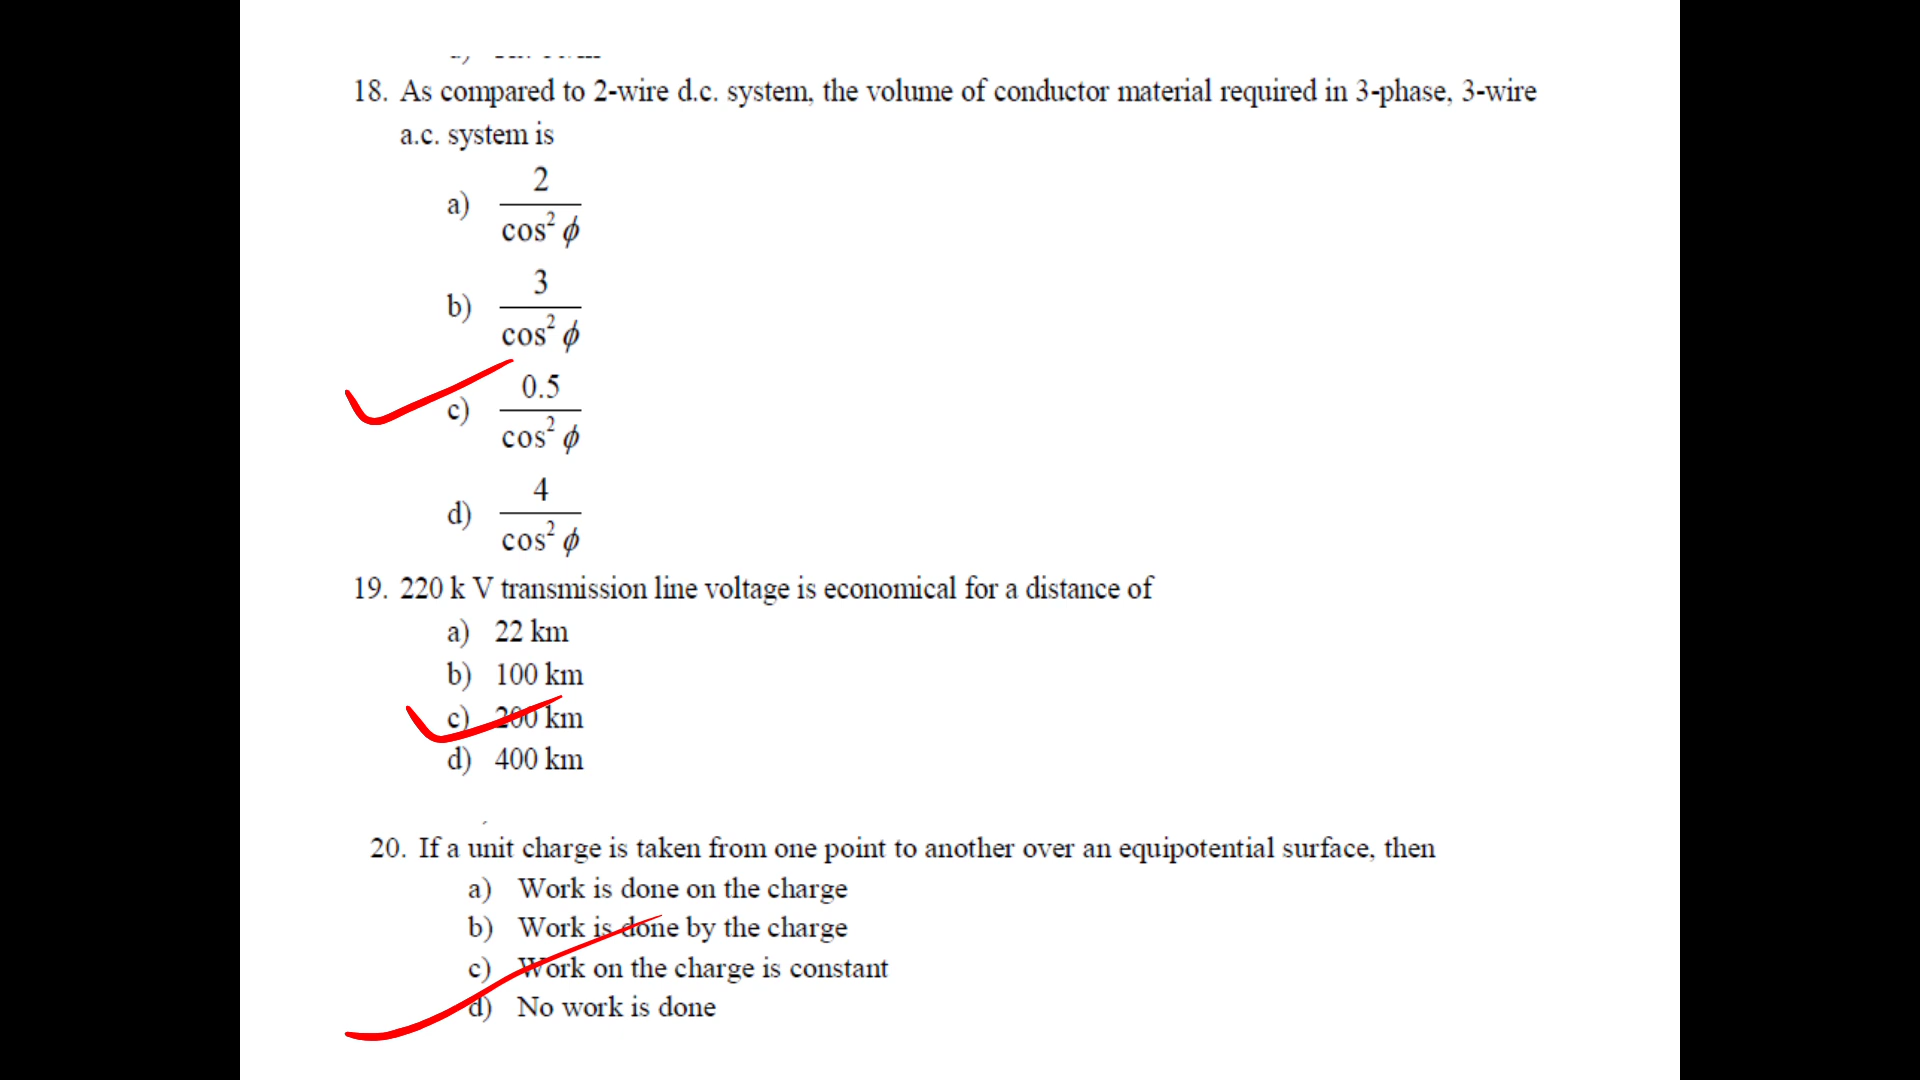 18. As compared to 2-wire d.c. system, the volume of conductor material required in 3-phase, 3-wire
a.c. system is
a) 2
cos² ϕ
b) 3
cos² ϕ
c) 0.5
cos² ϕ
d) 4
cos² ϕ
19. 220 k V transmission line voltage is economical for a distance of
a) 22 km
b) 100 km
c) 200 km
d) 400 km
20. If a unit charge is taken from one point to another over an equipotential surface, then
a) Work is done on the charge
b) Work is done by the charge
c) Work on the charge is constant
d) No work is done